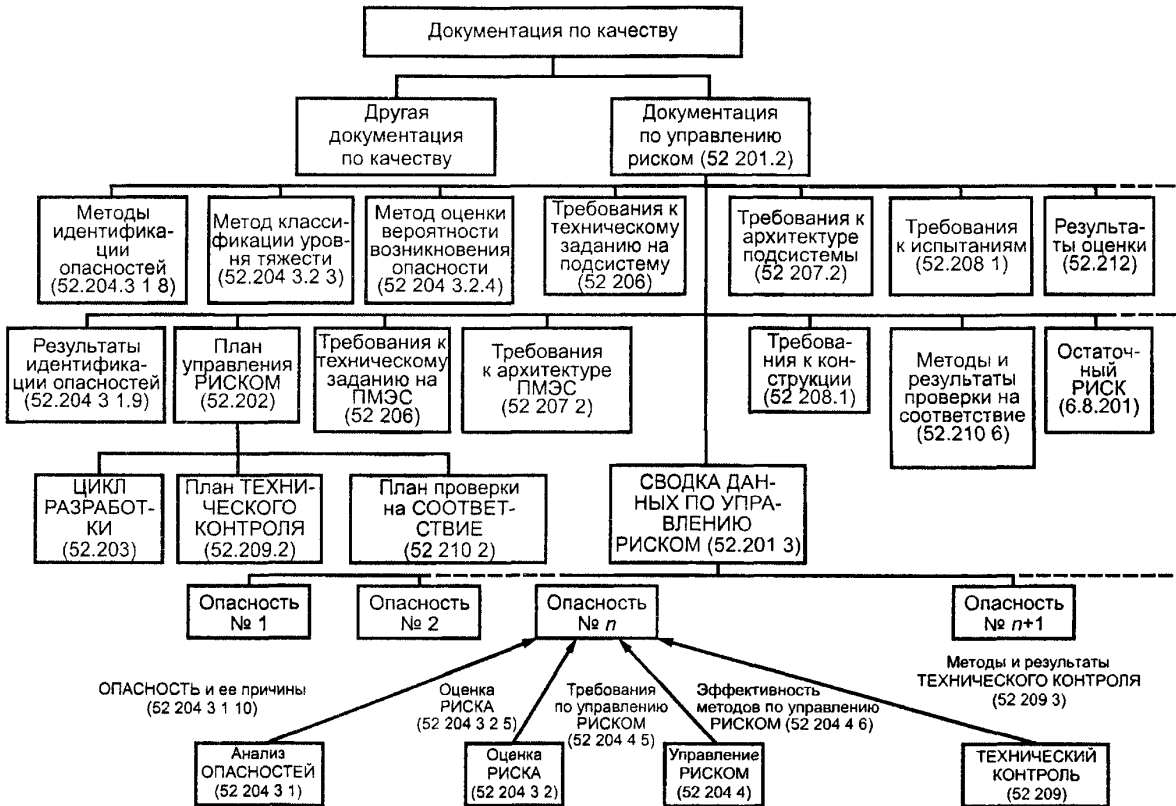 Документация по качеству
Другая
документация
по качеству
Документация
по управлению
риском (52 201.2)
Методы
идентифика-
ции
опасностей
(52.204.3 1 8)
Метод класси-
фикации уров-
ня тяжести
(52.204 3.2 3)
Метод оценки
вероятности
возникновения
опасности
(52 204 3.2.4)
Требования к
техническому
заданию на
подсистему
(52 206)
Требования к
архитектуре
подсистемы
(52 207.2)
Требования
к испытаниям
(52.208 1)
Результа-
ты оценки
(52.212)
Результаты
идентифика-
ции опасностей
(52.204 3 1.9)
План
управления
РИСКОМ
(52.202)
Требования к
техническому
заданию на
ПМЭС
(52 206)
Требования
к архитектуре
ПМЭС
(52 207 2)
Требова-
ния к кон-
струкции
(52 208.1)
Методы и
результаты
проверки на
соответствие
(52.210 6)
Остаточ-
ный
РИСК
(6.8.201)
ЦИКЛ
РАЗРАБОТ-
КИ
(52.203)
План ТЕХНИ-
ЧЕСКОГО
КОНТРОЛЯ
(52.209.2)
План проверки
на СООТВЕТ-
СТВИЕ
(52 210 2)
СВОДКА ДАН-
НЫХ ПО УПРА-
ВЛЕНИЮ
РИСКОМ (52.201 3)
Опасность
№ 1
Опасность
№ 2
Опасность
№ n
Опасность
№ n+1
ОПАСНОСТЬ и ее причины
(52 204 3 1 10)
Оценка
РИСКА
(52 204 3 2 5)
Требования
по управлению
РИСКОМ
(52 204 4 5)
Эффективность
методов по управлению
РИСКОМ (52 204 4 6)
Методы и результаты
ТЕХНИЧЕСКОГО КОНТРОЛЯ
(52 209 3)
Анализ
ОПАСНОСТЕЙ
(52 204 3 1)
Оценка
РИСКА
(52 204 3 2)
Управление
РИСКОМ
(52 204 4)
ТЕХНИЧЕСКИЙ
КОНТРОЛЬ
(52 209)